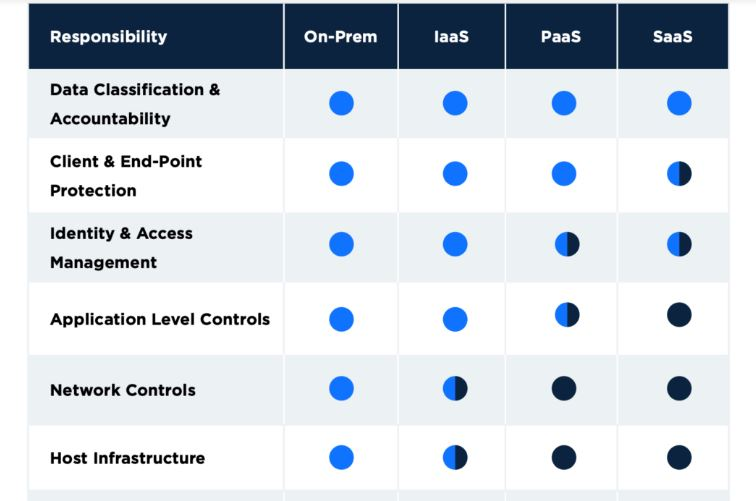 Responsibility On-Prem IaaS PaaS SaaS
Data Classification &
Accountability
Client & End-Point
Protection
Identity & Access
Management
Application Level Controls
Network Controls
Host Infrastructure